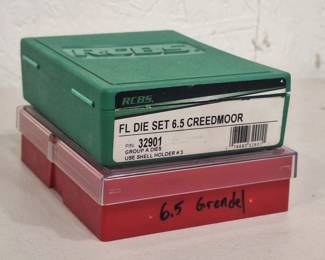 RCBS
RCBS.
FL DIE SET 6.5 CREEDMOOR
P/N 32901
GROUP A DIES
USE SHELL HOLDER # 3
6.5 Grendel